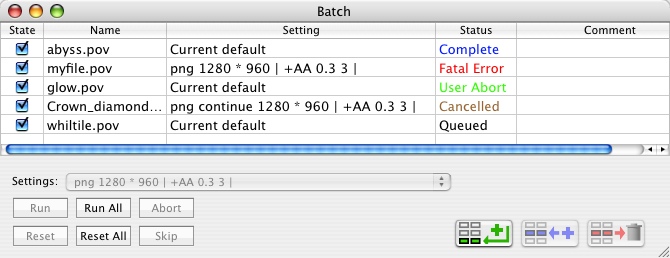 Batch
State Name Setting Status Comment
abyss.pov Current default Complete
myfile.pov png 1280 * 960 | +AA 0.3 3 | Fatal Error
glow.pov Current default User Abort
Crown_diamond... png continue 1280 * 960 | +AA 0.3 3 | Cancelled
whiltile.pov Current default Queued
Settings: png 1280 * 960 | +AA 0.3 3 |
Run Run All Abort
Reset Reset All Skip